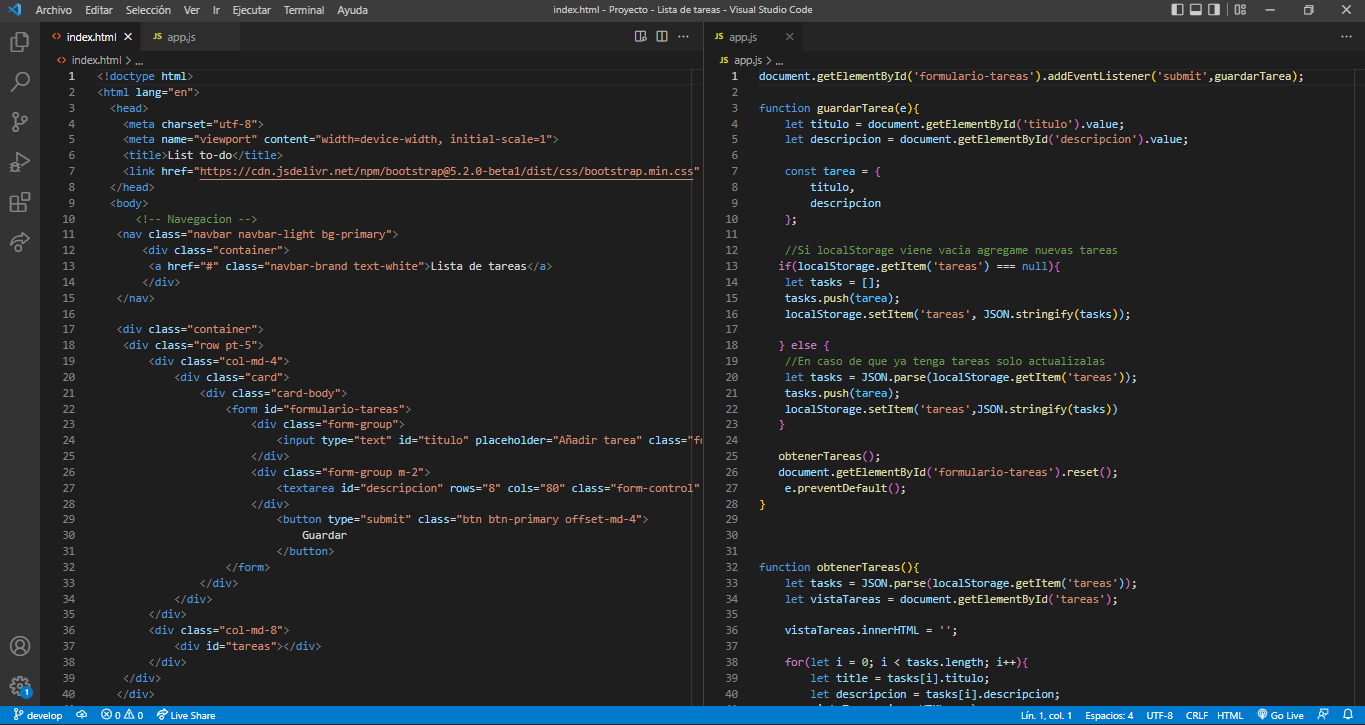 Archivo Editar Selección Ver Ir Ejecutar Terminal Ayuda
index.html - Proyecto - Lista de tareas - Visual Studio Code
index.html
JS app.js
index.html > ...
1 <!doctype html>
2 <html lang="en">
3 <head>
4 <meta charset="utf-8">
5 <meta name="viewport" content="width=device-width, initial-scale=1">
6 <title>List to-do</title>
7 <link href="https://cdn.jsdelivr.net/npm/bootstrap@5.2.0-beta1/dist/css/bootstrap.min.css"
8 </head>
9 <body>
10 <!-- Navegacion -->
11 <nav class="navbar navbar-light bg-primary">
12 <div class="container">
13 <a href="#" class="navbar-brand text-white">Lista de tareas</a>
14 </div>
15 </nav>
16
17 <div class="container">
18 <div class="row pt-5">
19 <div class="col-md-4">
20 <div class="card">
21 <div class="card-body">
22 <form id="formulario-tareas">
23 <div class="form-group">
24 <input type="text" id="titulo" placeholder="Añadir tarea" class="fo
25 </div>
26 <div class="form-group m-2">
27 <textarea id="descripcion" rows="8" cols="80" class="form-control"
28 </div>
29 <button type="submit" class="btn btn-primary offset-md-4">
30 Guardar
31 </button>
32 </form>
33 </div>
34 </div>
35 </div>
36 <div class="col-md-8">
37 <div id="tareas"></div>
38 </div>
39 </div>
40 </div>
JS app.js
JS app.js > ...
1 document.getElementById('formulario-tareas').addEventListener('submit',guardarTarea);
2
3 function guardarTarea(e){
4 let titulo = document.getElementById('titulo').value;
5 let descripcion = document.getElementById('descripcion').value;
6
7 const tarea = {
8 titulo,
9 descripcion
10 };
11
12 //Si localStorage viene vacia agregame nuevas tareas
13 if(localStorage.getItem('tareas') === null){
14 let tasks = [];
15 tasks.push(tarea);
16 localStorage.setItem('tareas', JSON.stringify(tasks));
17
18 } else {
19 //En caso de que ya tenga tareas solo actualizalas
20 let tasks = JSON.parse(localStorage.getItem('tareas'));
21 tasks.push(tarea);
22 localStorage.setItem('tareas',JSON.stringify(tasks))
23 }
24
25 obtenerTareas();
26 document.getElementById('formulario-tareas').reset();
27 e.preventDefault();
28 }
29
30
31
32 function obtenerTareas(){
33 let tasks = JSON.parse(localStorage.getItem('tareas'));
34 let vistaTareas = document.getElementById('tareas');
35
36 vistaTareas.innerHTML = '';
37
38 for(let i = 0; i < tasks.length; i++){
39 let title = tasks[i].titulo;
40 let descripcion = tasks[i].descripcion;
1
develop 0 0 Live Share
Lín. 1, col. 1 Espacios: 4 UTF-8 CRLF HTML Go Live